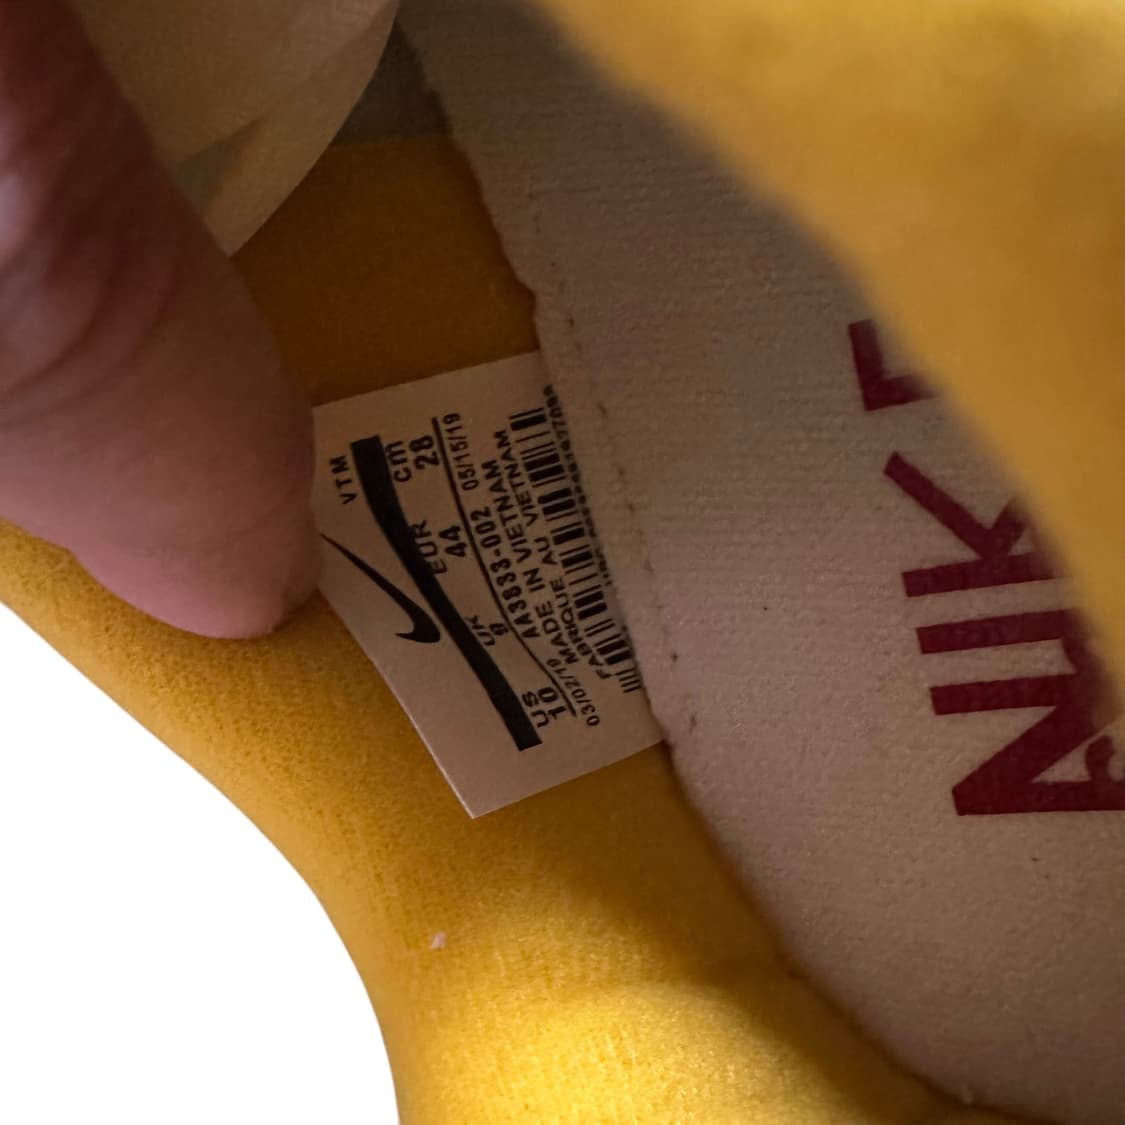 VTM
US UK EUR cm
10 9 44 28
AA3833-002
03/02/19 05/15/19
MADE IN VIETNAM
FABRIQUE AU VIETNAM
NIKE